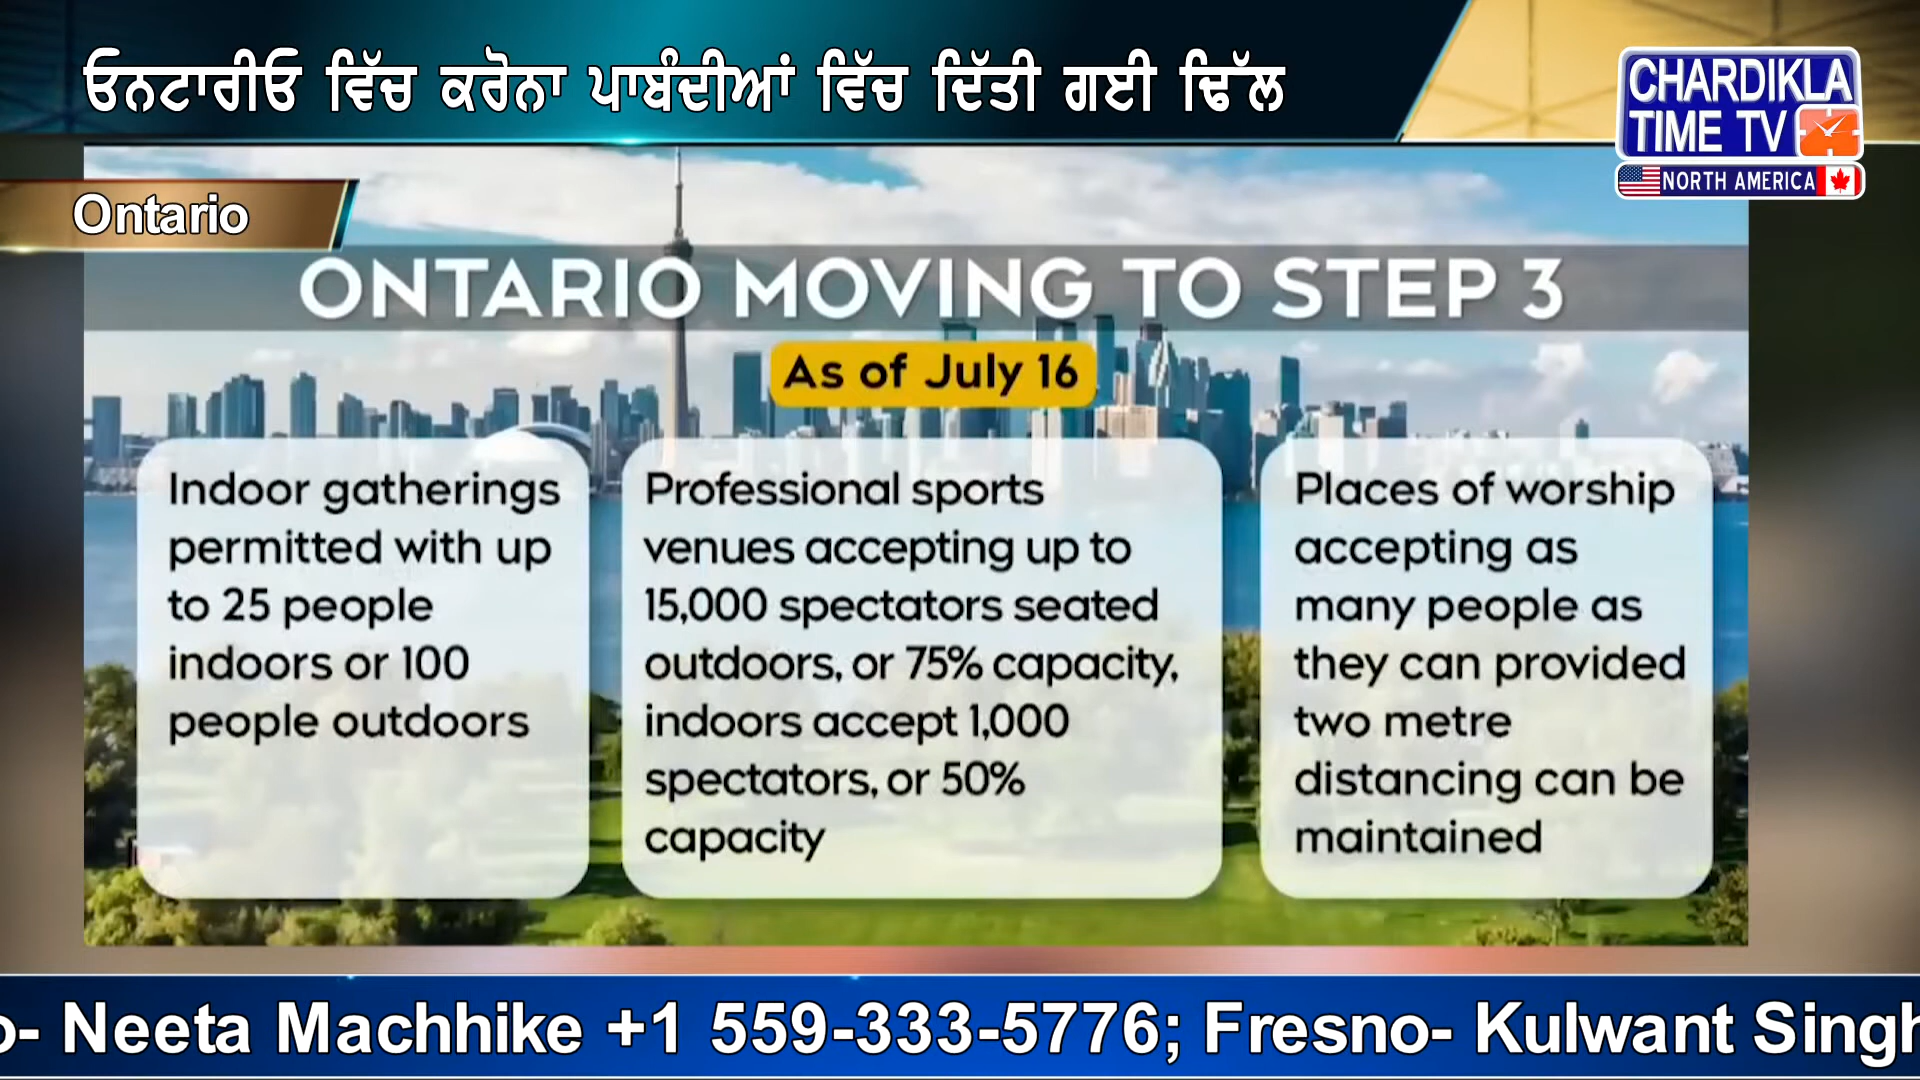 ਓਨਟਾਰੀਓ ਵਿੱਚ ਕਰੋਨਾ ਪਾਬੰਦੀਆਂ ਵਿੱਚ ਦਿੱਤੀ ਗਈ ਢਿੱਲ
CHARDIKLA
TIME TV
NORTH AMERICA
Ontario
ONTARIO MOVING TO STEP 3
As of July 16
Indoor gatherings
permitted with up
to 25 people
indoors or 100
people outdoors
Professional sports
venues accepting up to
15,000 spectators seated
outdoors, or 75% capacity,
indoors accept 1,000
spectators, or 50%
capacity
Places of worship
accepting as
many people as
they can provided
two metre
distancing can be
maintained
o- Neeta Machhike +1 559-333-5776; Fresno- Kulwant Singh